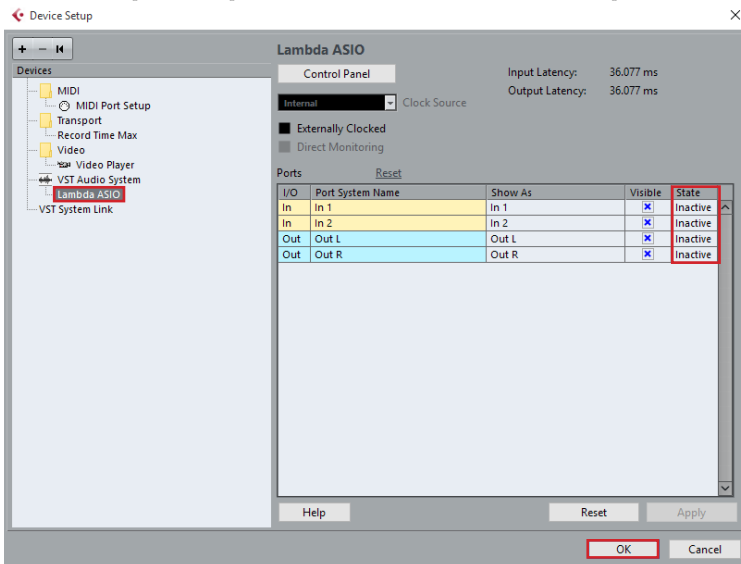 Device Setup
Lambda ASIO
Devices
MIDI
MIDI Port Setup
Transport
Record Time Max
Video
Video Player
VST Audio System
Lambda ASIO
VST System Link
Control Panel
Input Latency: 36.077 ms
Output Latency: 36.077 ms
Internal Clock Source
Externally Clocked
Direct Monitoring
Ports Reset
I/O Port System Name Show As Visible State
In In 1 In 1 Inactive
In In 2 In 2 Inactive
Out Out L Out L Inactive
Out Out R Out R Inactive
Help Reset Apply
OK Cancel